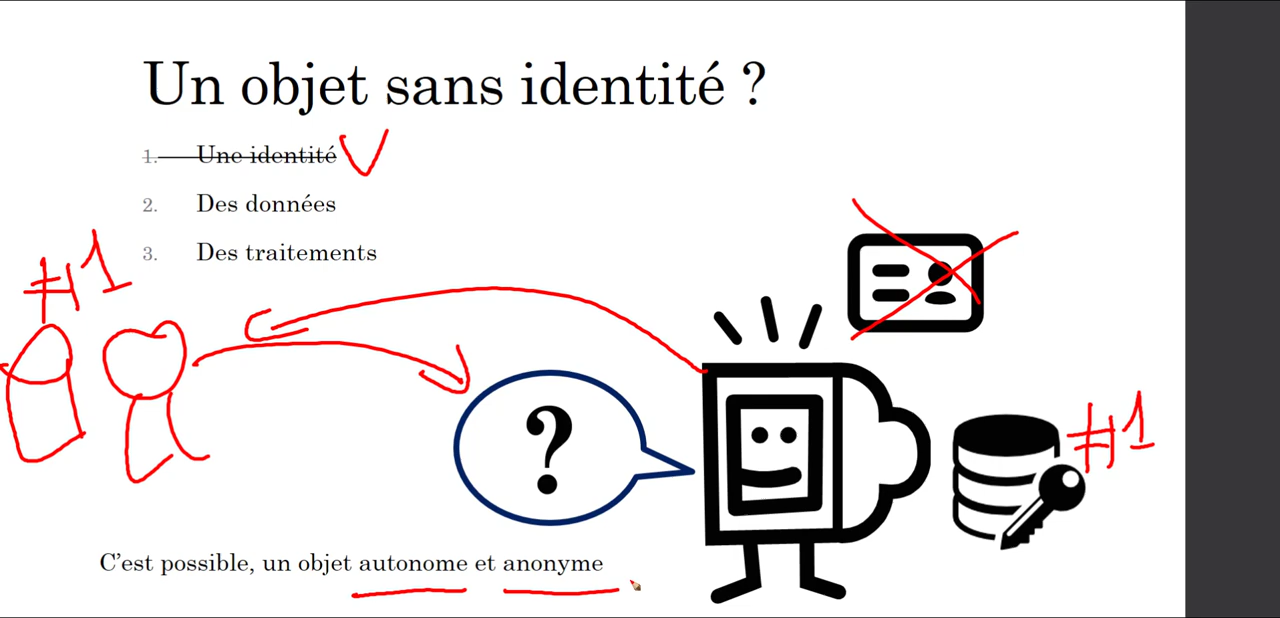 Un objet sans identité ?
1. Une identité
2. Des données
3. Des traitements
#1
?
#1
C’est possible, un objet autonome et anonyme